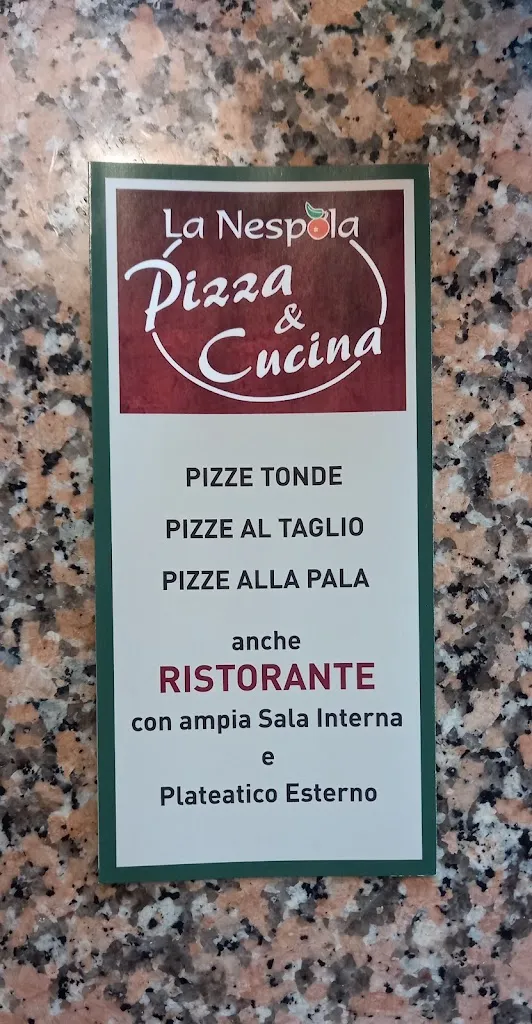 La Nespola
Pizza
&
Cucina
PIZZE TONDE
PIZZE AL TAGLIO
PIZZE ALLA PALA
anche
RISTORANTE
con ampia Sala Interna
e
Plateatico Esterno